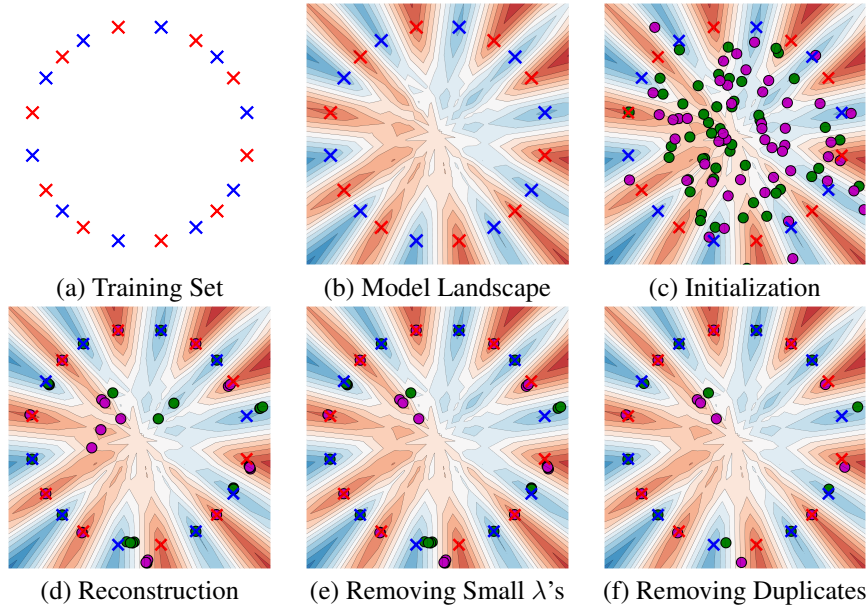 (a) Training Set
(b) Model Landscape
(c) Initialization
(d) Reconstruction
(e) Removing Small λ's
(f) Removing Duplicates